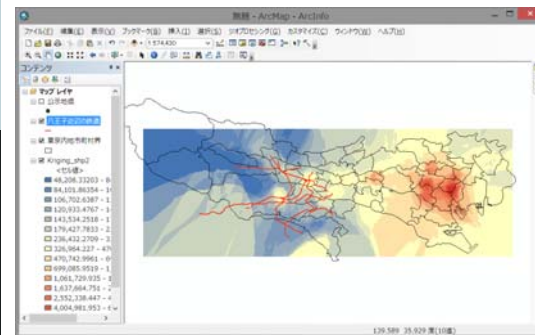 無題 - ArcMap - ArcInfo
ファイル(F) 編集(E) 表示(V) ブックマーク(B) 挿入(I) 選択(S) ジオプロセシング(G) カスタマイズ(C) ウィンドウ(W) ヘルプ(H)
1:574,430
コンテンツ
マップ レイヤ
公示地価
八王子近辺の鉄道
東京内地市町村界
Kriging_shp2
<セル値>
48,208.33203 - 8
84,101.86354 - 1
106,702.6387 - 1
120,933.4767 - 1
143,534.2518 - 1
179,427.7833 - 2
236,432.2709 - 3
326,964.227 - 470
470,742.9961 - 6
699,085.9519 - 1
1,061,729.935 - 1
1,637,664.751 - 2
2,552,338.447 - 4
4,004,981.953 - 6
139.589 35.929 度(10進)